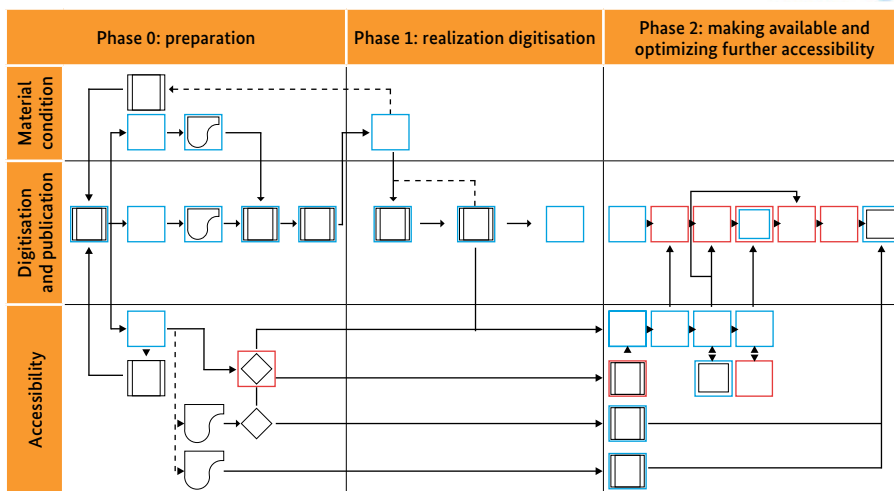 Phase 0: preparation
Phase 1: realization digitisation
Phase 2: making available and
optimizing further accessibility
Material
condition
Digitisation
and publication
Accessibility